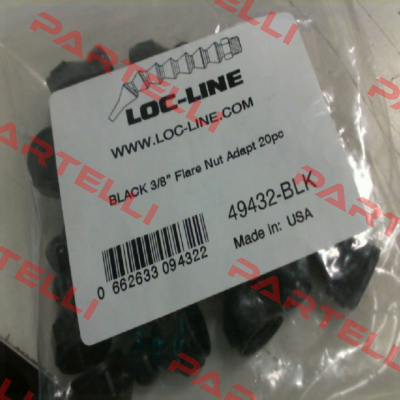 LOC-LINE
WWW.LOC-LINE.COM
BLACK 3/8" Flare Nut Adapt 20pc
49432-BLK
Made In: USA
0 662633 094322
PARTELLI
PARTELLI
PARTELLI
PARTELLI